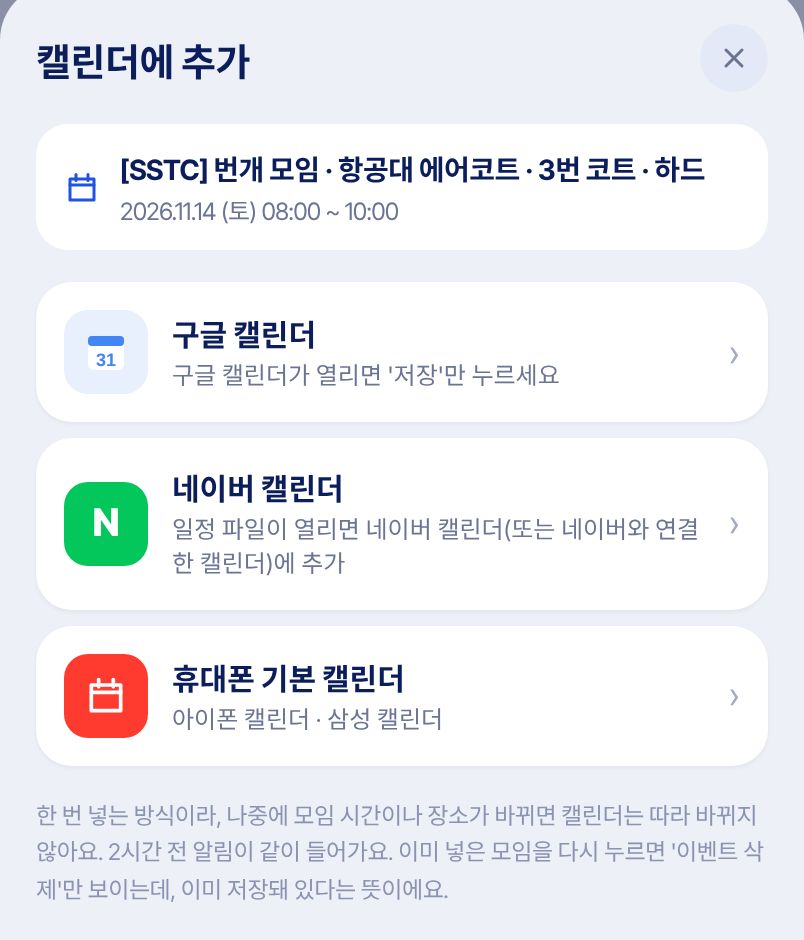 캘린더에 추가
[SSTC] 번개 모임 · 항공대 에어코트 · 3번 코트 · 하드
2026.11.14 (토) 08:00 ~ 10:00
31
구글 캘린더
구글 캘린더가 열리면 '저장'만 누르세요
N
네이버 캘린더
일정 파일이 열리면 네이버 캘린더(또는 네이버와 연결
한 캘린더)에 추가
휴대폰 기본 캘린더
아이폰 캘린더 · 삼성 캘린더
한 번 넣는 방식이라, 나중에 모임 시간이나 장소가 바뀌면 캘린더는 따라 바뀌지
않아요. 2시간 전 알림이 같이 들어가요. 이미 넣은 모임을 다시 누르면 '이벤트 삭
제'만 보이는데, 이미 저장돼 있다는 뜻이에요.